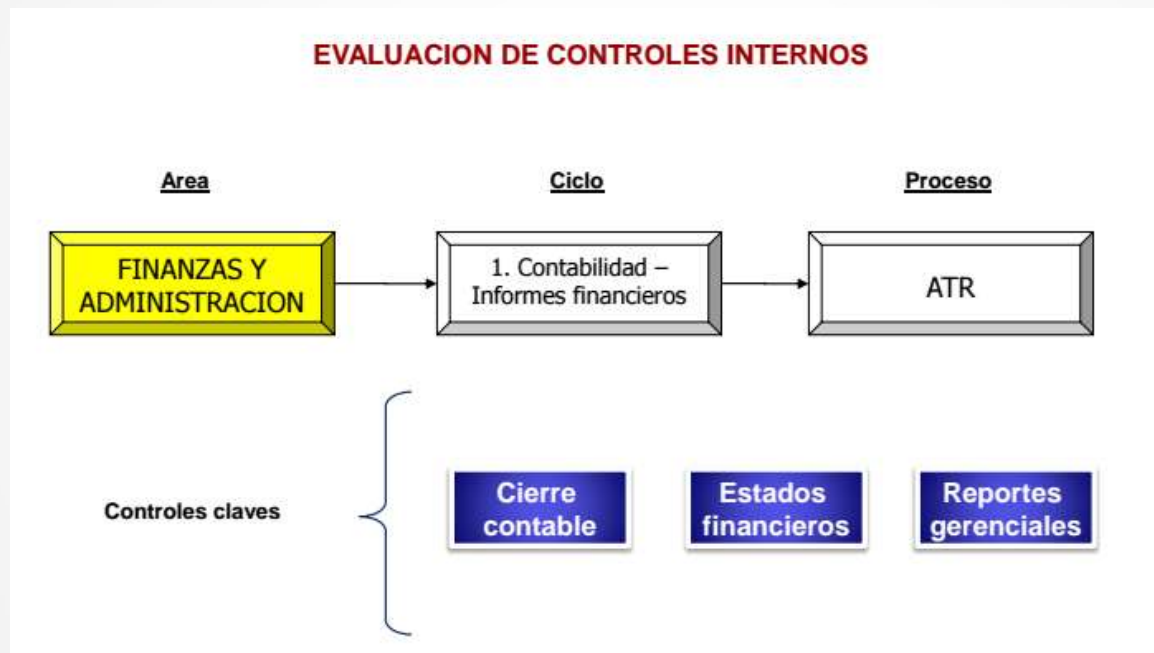 EVALUACION DE CONTROLES INTERNOS
Area
Ciclo
Proceso
FINANZAS Y
ADMINISTRACION
1. Contabilidad –
Informes financieros
ATR
Controles claves
Cierre
contable
Estados
financieros
Reportes
gerenciales